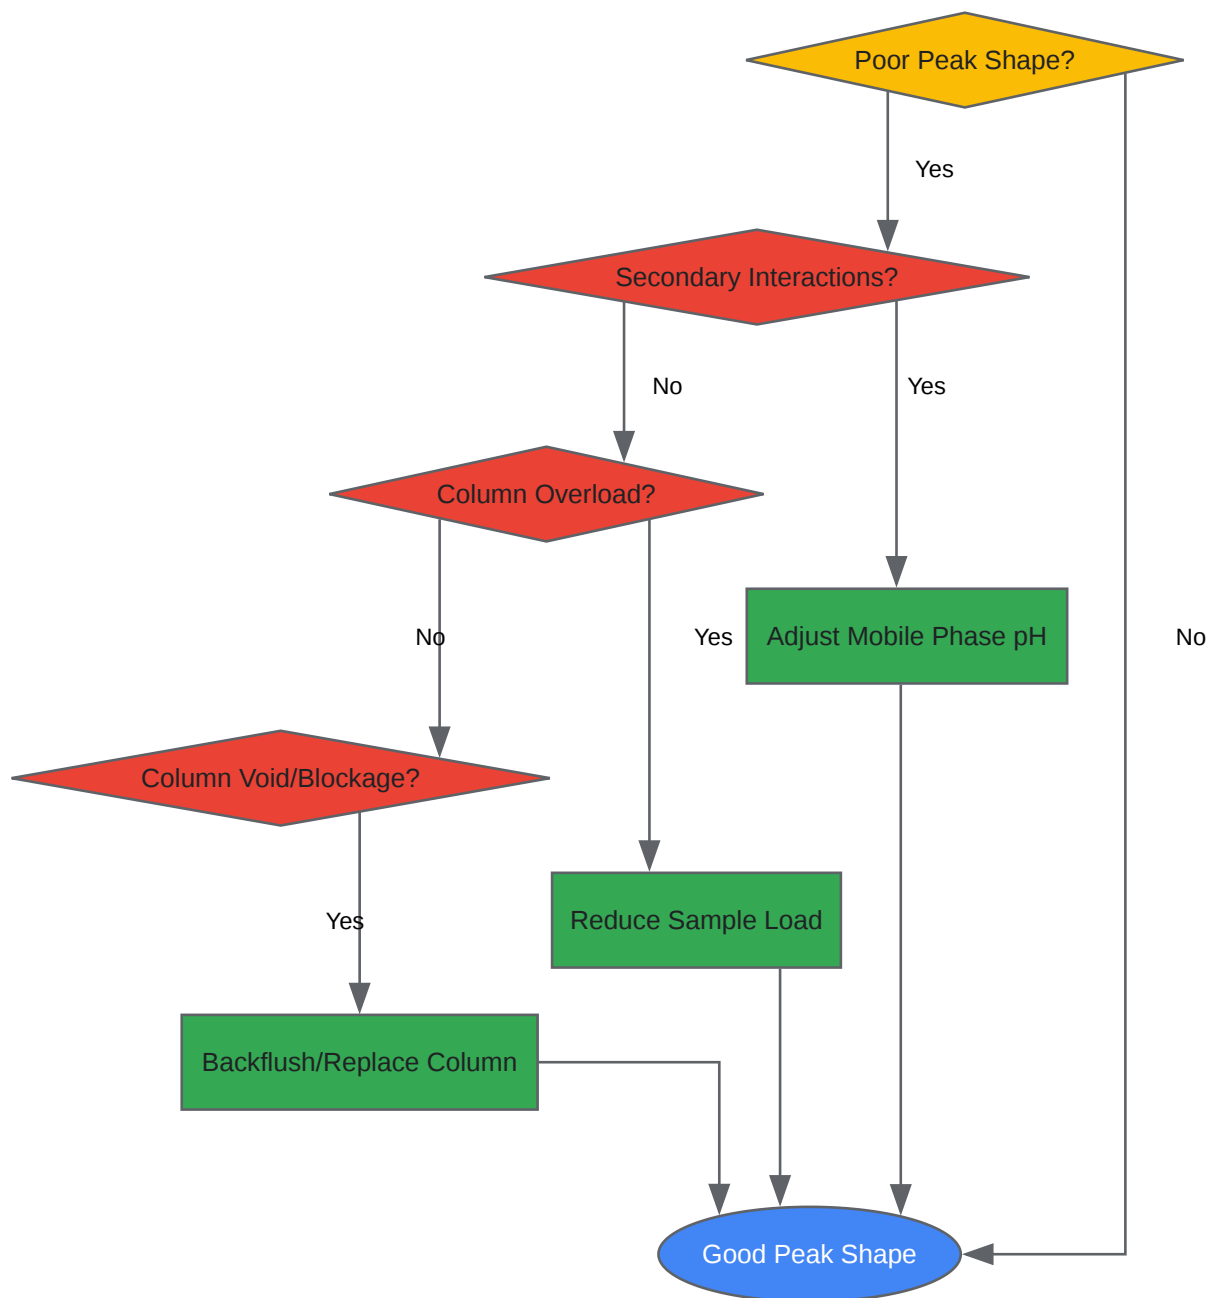 Poor Peak Shape?
Yes
Secondary Interactions?
No
Yes
Column Overload?
No
Yes
Adjust Mobile Phase pH
No
Column Void/Blockage?
Yes
Reduce Sample Load
Backflush/Replace Column
Good Peak Shape